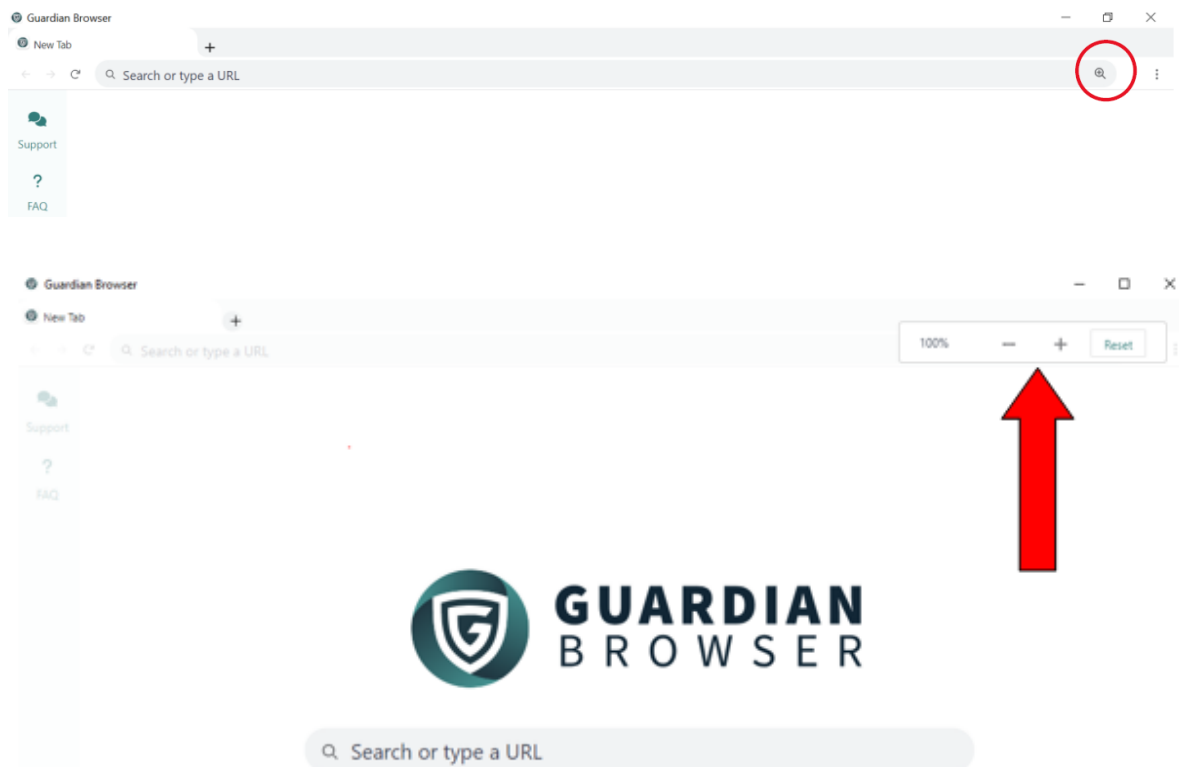 Guardian Browser
New Tab
Search or type a URL
Support
?
FAQ
Guardian Browser
New Tab
Search or type a URL
100%
Reset
Support
?
FAQ
GUARDIAN
BROWSER
Search or type a URL